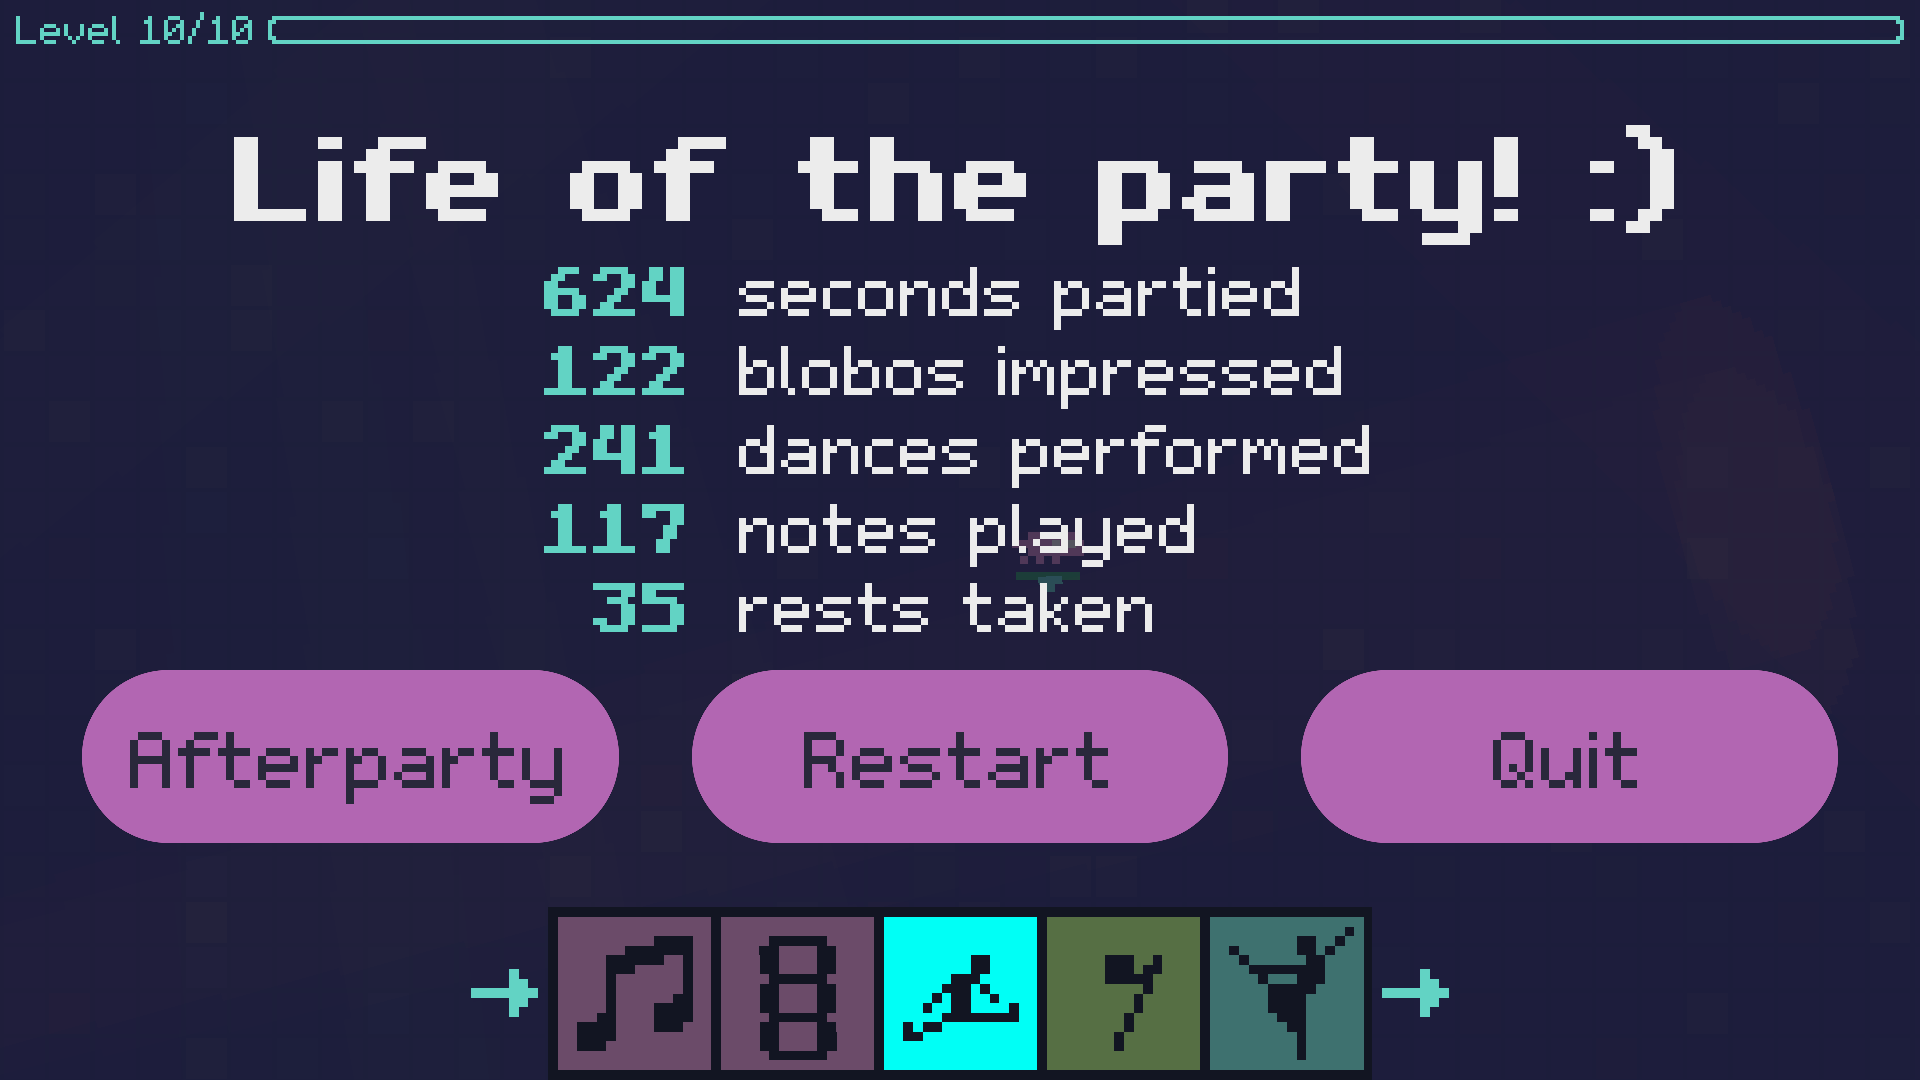 Level 10/10
Life of the party! :)
624 seconds partied
122 blobos impressed
241 dances performed
117 notes played
35 rests taken
Afterparty
Restart
Quit